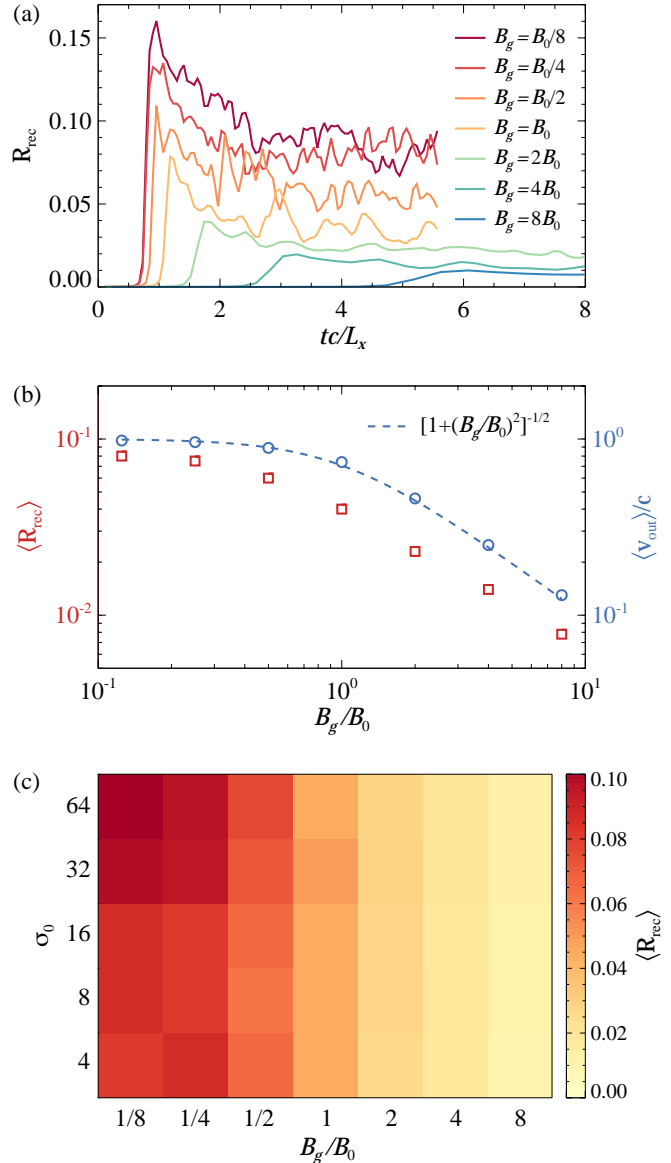 (a)
0.15
0.10
0.05
0.00
R_rec
B_g = B_0/8
B_g = B_0/4
B_g = B_0/2
B_g = B_0
B_g = 2B_0
B_g = 4B_0
B_g = 8B_0
0 2 4 6 8
tc/L_x
(b)
[1+(B_g/B_0)^2]^-1/2
10^-1
10^-2
⟨R_rec⟩
10^0
10^-1
⟨v_out⟩/c
10^-1 10^0 10^1
B_g/B_0
(c)
64
32
16
8
4
σ_0
1/8 1/4 1/2 1 2 4 8
B_g/B_0
0.10
0.08
0.06
0.04
0.02
0.00
⟨R_rec⟩